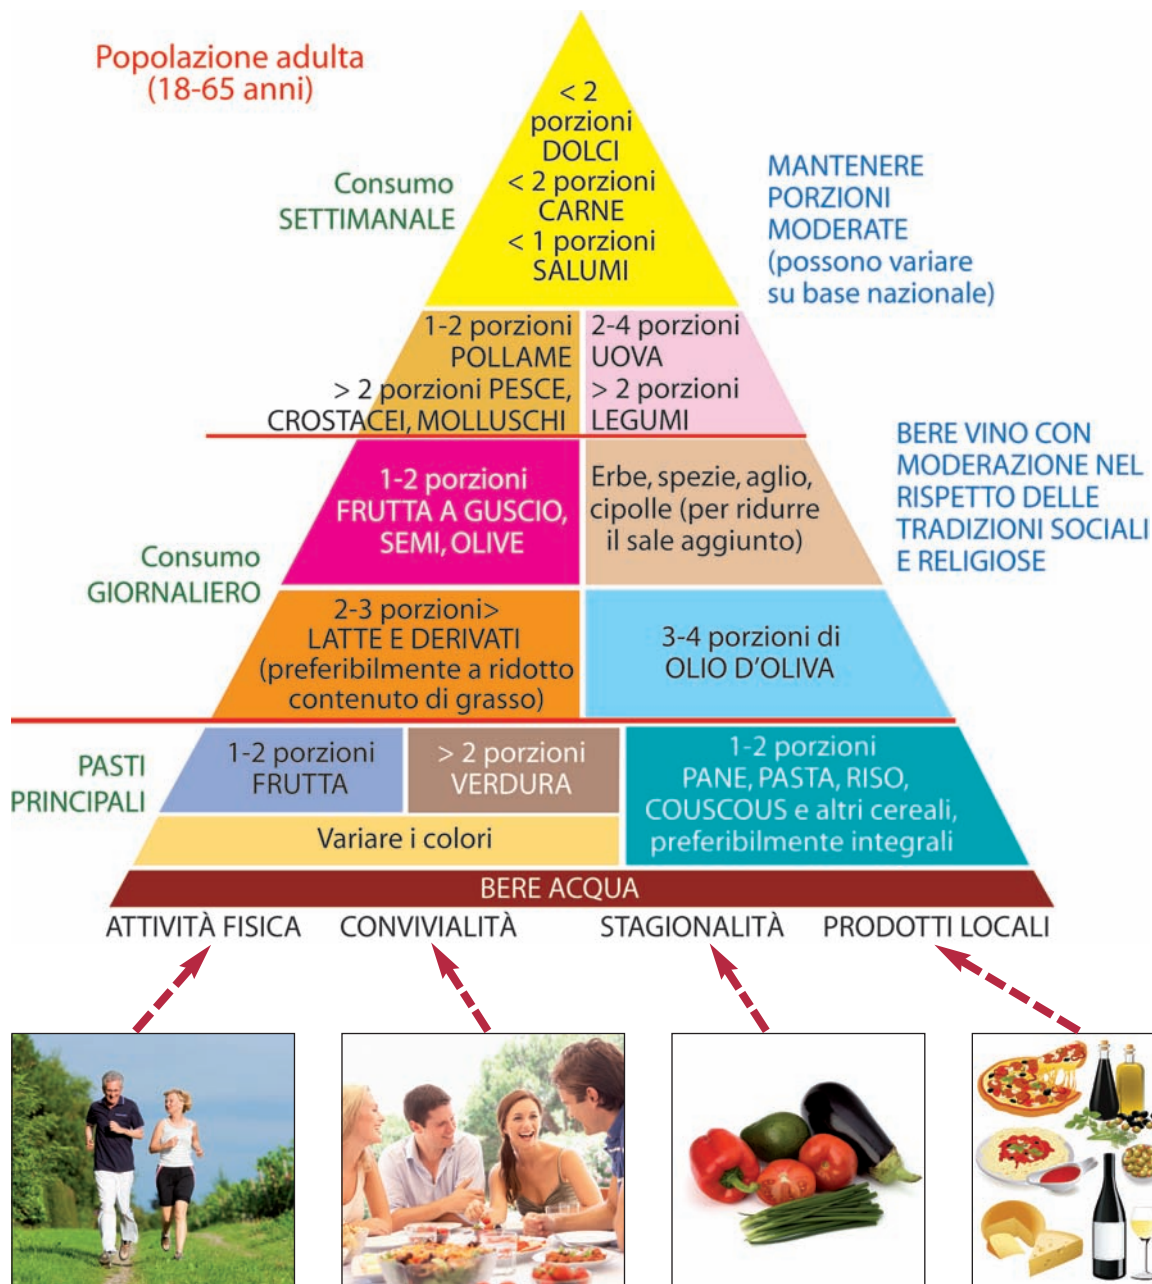 Popolazione adulta
(18-65 anni)
< 2
porzioni
DOLCI
< 2 porzioni
CARNE
< 1 porzioni
SALUMI
Consumo
SETTIMANALE
MANTENERE
PORZIONI
MODERATE
(possono variare
su base nazionale)
1-2 porzioni
POLLAME
> 2 porzioni PESCE,
CROSTACEI, MOLLUSCHI
2-4 porzioni
UOVA
> 2 porzioni
LEGUMI
BERE VINO CON
MODERAZIONE NEL
RISPETTO DELLE
TRADIZIONI SOCIALI
E RELIGIOSE
1-2 porzioni
FRUTTA A GUSCIO,
SEMI, OLIVE
Erbe, spezie, aglio,
cipolle (per ridurre
il sale aggiunto)
Consumo
GIORNALIERO
2-3 porzioni>
LATTE E DERIVATI
(preferibilmente a ridotto
contenuto di grasso)
3-4 porzioni di
OLIO D'OLIVA
PASTI
PRINCIPALI
1-2 porzioni
FRUTTA
> 2 porzioni
VERDURA
Variare i colori
1-2 porzioni
PANE, PASTA, RISO,
COUSCOUS e altri cereali,
preferibilmente integrali
BERE ACQUA
ATTIVITÀ FISICA
CONVIVIALITÀ
STAGIONALITÀ
PRODOTTI LOCALI